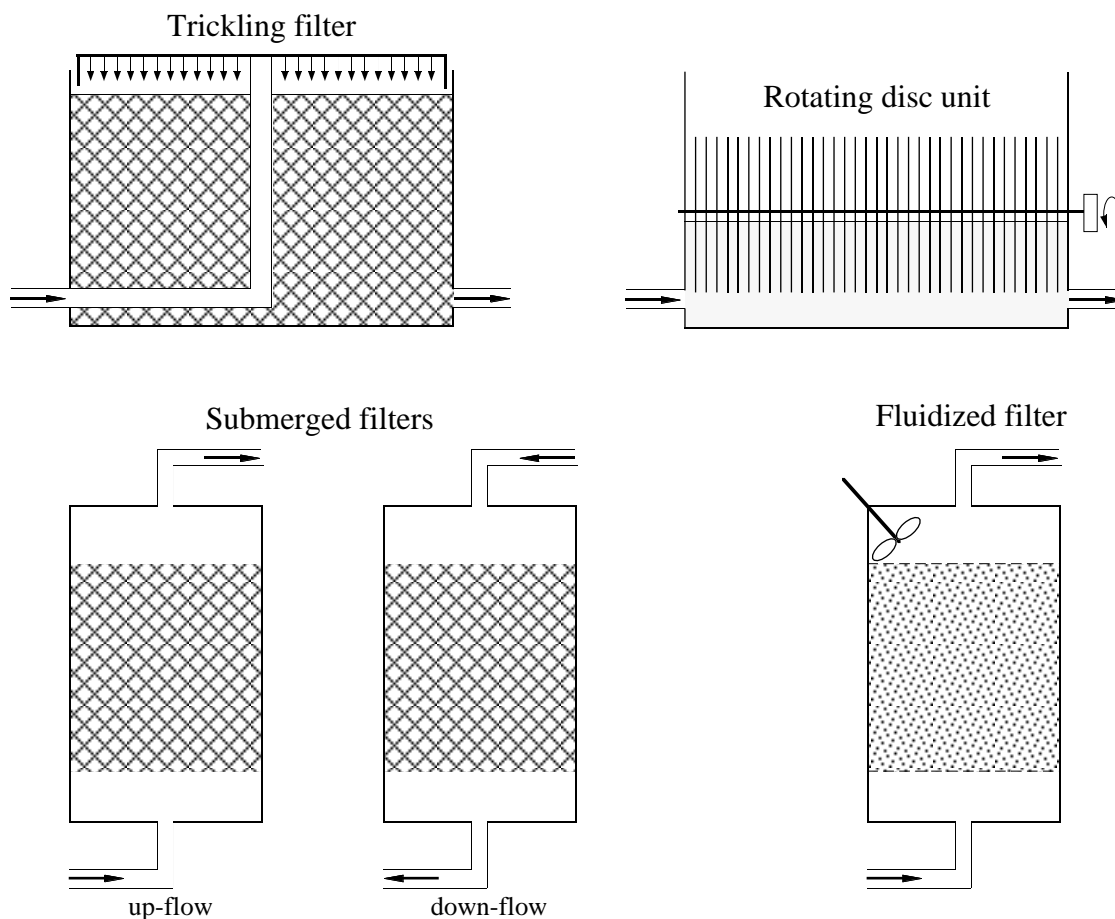 Trickling filter
Rotating disc unit
Submerged filters
Fluidized filter
up-flow
down-flow